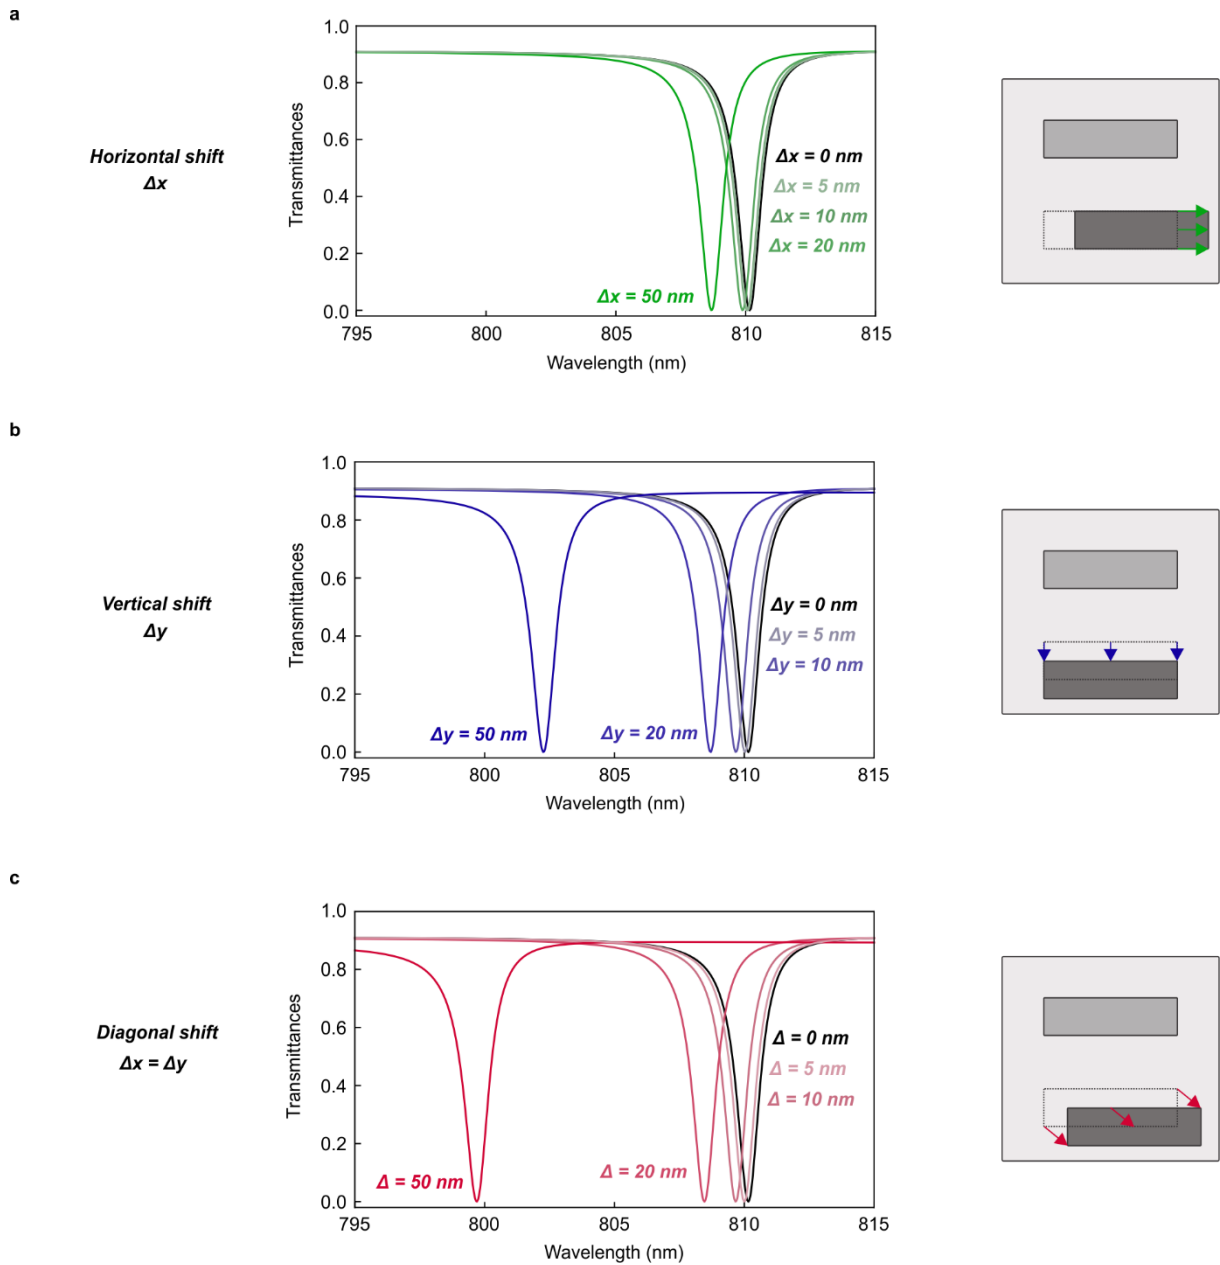 a
Horizontal shift
Δx
Transmittances
1.0
0.8
0.6
0.4
0.2
0.0
Δx = 0 nm
Δx = 5 nm
Δx = 10 nm
Δx = 20 nm
Δx = 50 nm
795
800
805
810
815
Wavelength (nm)
b
Vertical shift
Δy
Transmittances
1.0
0.8
0.6
0.4
0.2
0.0
Δy = 0 nm
Δy = 5 nm
Δy = 10 nm
Δy = 50 nm
Δy = 20 nm
795
800
805
810
815
Wavelength (nm)
c
Diagonal shift
Δx = Δy
Transmittances
1.0
0.8
0.6
0.4
0.2
0.0
Δ = 0 nm
Δ = 5 nm
Δ = 10 nm
Δ = 50 nm
Δ = 20 nm
795
800
805
810
815
Wavelength (nm)